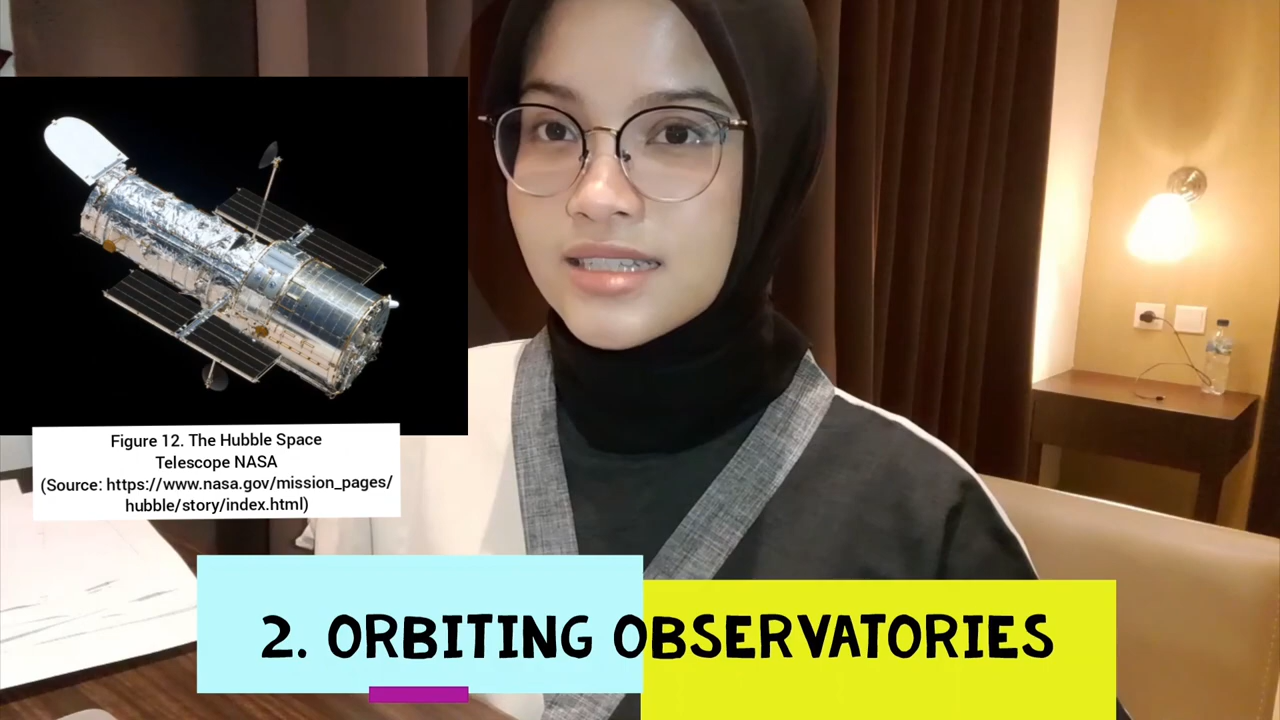 Figure 12. The Hubble Space
Telescope NASA
(Source: https://www.nasa.gov/mission_pages/
hubble/story/index.html)
2. ORBITING OBSERVATORIES